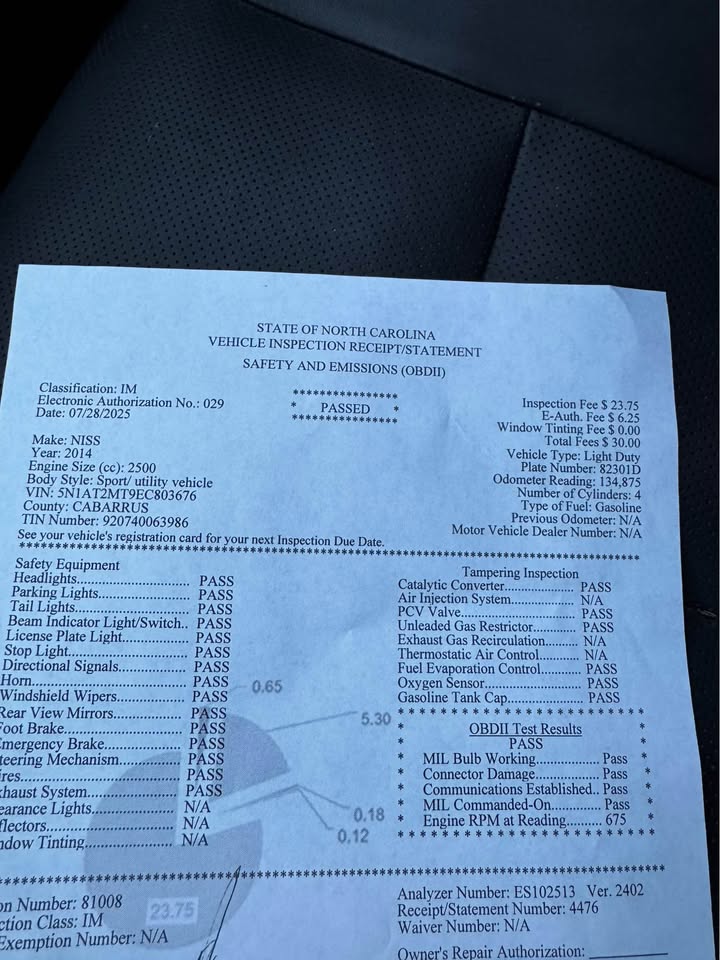 STATE OF NORTH CAROLINA
VEHICLE INSPECTION RECEIPT/STATEMENT
SAFETY AND EMISSIONS (OBDII)
Classification: IM
Electronic Authorization No.: 029
Date: 07/28/2025
********************
* PASSED *
********************
Inspection Fee $ 23.75
E-Auth. Fee $ 6.25
Window Tinting Fee $ 0.00
Total Fees $ 30.00
Vehicle Type: Light Duty
Plate Number: 82301D
Odometer Reading: 134,875
Number of Cylinders: 4
Type of Fuel: Gasoline
Previous Odometer: N/A
Motor Vehicle Dealer Number: N/A
Make: NISS
Year: 2014
Engine Size (cc): 2500
Body Style: Sport/ utility vehicle
VIN: 5N1AT2MT9EC803676
County: CABARRUS
TIN Number: 920740063986
See your vehicle's registration card for your next Inspection Due Date.
Safety Equipment
Headlights............................ PASS
Parking Lights....................... PASS
Tail Lights............................. PASS
Beam Indicator Light/Switch.. PASS
License Plate Light................ PASS
Stop Light.............................. PASS
Directional Signals................. PASS
Horn....................................... PASS
Windshield Wipers................. PASS
Rear View Mirrors................. PASS
Foot Brake............................. PASS
mergency Brake.................... PASS
teering Mechanism................ PASS
ires........................................ PASS
xhaust System....................... PASS
earance Lights....................... N/A
flectors.................................. N/A
ndow Tinting......................... N/A
Tampering Inspection
Catalytic Converter.................. PASS
Air Injection System................ N/A
PCV Valve............................... PASS
Unleaded Gas Restrictor........... PASS
Exhaust Gas Recirculation....... N/A
Thermostatic Air Control......... N/A
Fuel Evaporation Control......... PASS
Oxygen Sensor......................... PASS
Gasoline Tank Cap................... PASS
OBDII Test Results
PASS
MIL Bulb Working................ Pass
Connector Damage................ Pass
Communications Established.. Pass
MIL Commanded-On............. Pass
Engine RPM at Reading.......... 675
0.65
5.30
0.18
0.12
23.75
on Number: 81008
ction Class: IM
Exemption Number: N/A
Analyzer Number: ES102513 Ver. 2402
Receipt/Statement Number: 4476
Waiver Number: N/A
Owner's Repair Authorization: